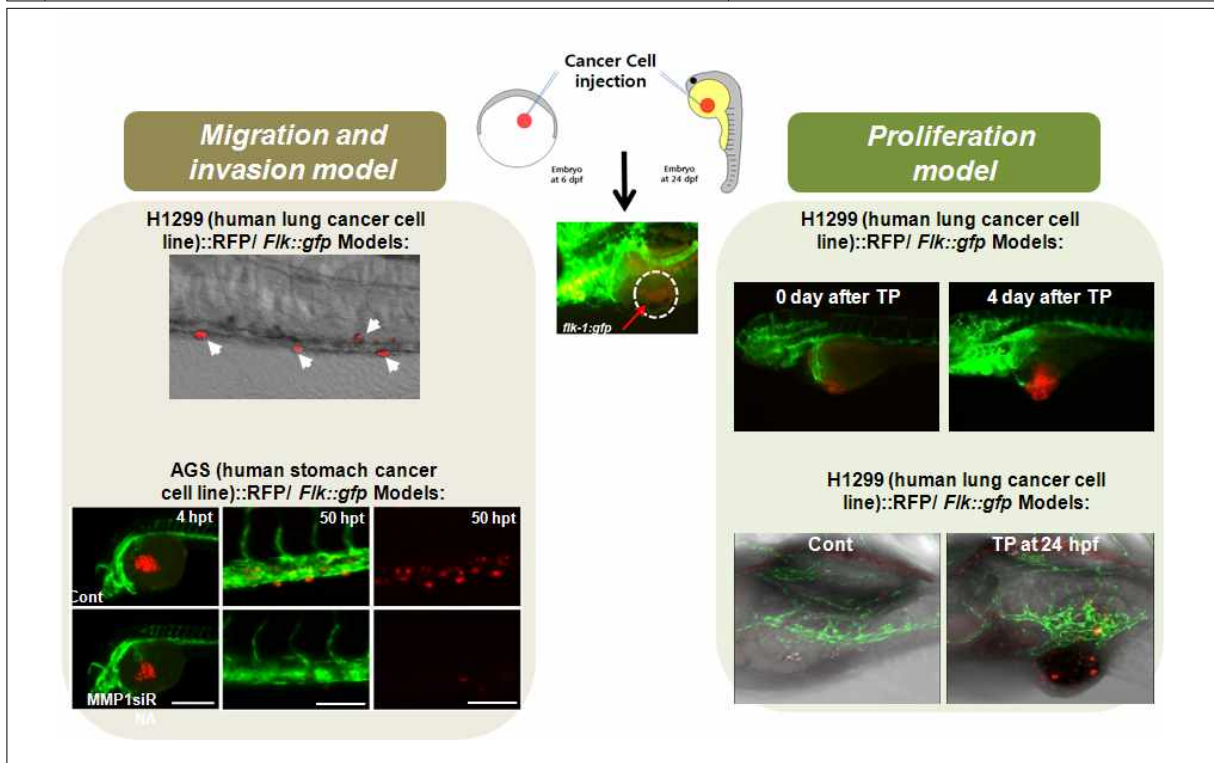 Cancer Cell
injection
Embryo
at 6 dpf
Embryo
at 24 dpf
flk-1:gfp
Migration and
invasion model
H1299 (human lung cancer cell
line)::RFP/ Flk::gfp Models:
AGS (human stomach cancer
cell line)::RFP/ Flk::gfp Models:
4 hpt
50 hpt
50 hpt
Cont
MMP1siR
NA
Proliferation
model
H1299 (human lung cancer cell
line)::RFP/ Flk::gfp Models:
0 day after TP
4 day after TP
H1299 (human lung cancer cell
line)::RFP/ Flk::gfp Models:
Cont
TP at 24 hpf